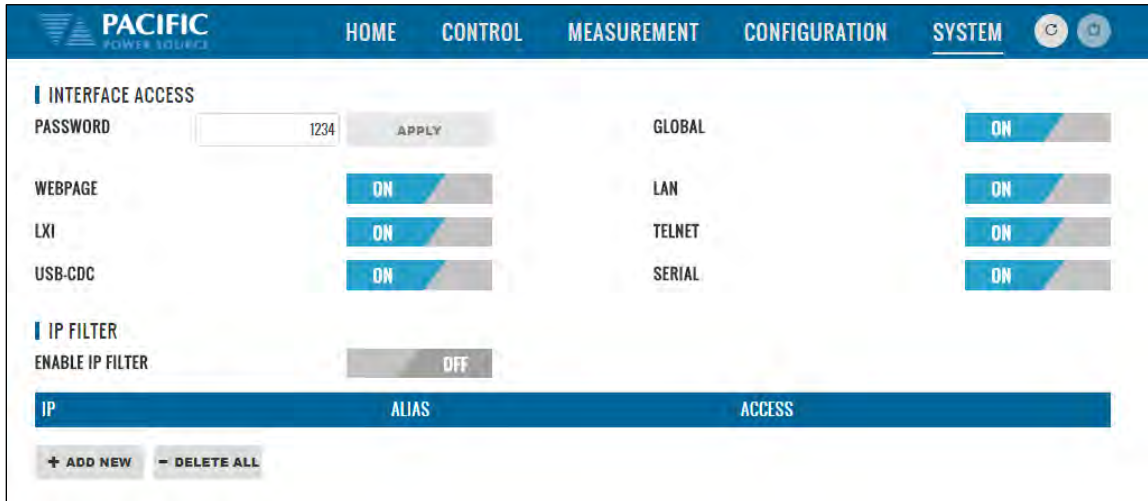 PACIFIC
POWER SOURCE
HOME CONTROL MEASUREMENT CONFIGURATION SYSTEM
INTERFACE ACCESS
PASSWORD 1234 APPLY GLOBAL ON
WEBPAGE ON LAN ON
LXI ON TELNET ON
USB-CDC ON SERIAL ON
IP FILTER
ENABLE IP FILTER OFF
IP ALIAS ACCESS
+ ADD NEW - DELETE ALL